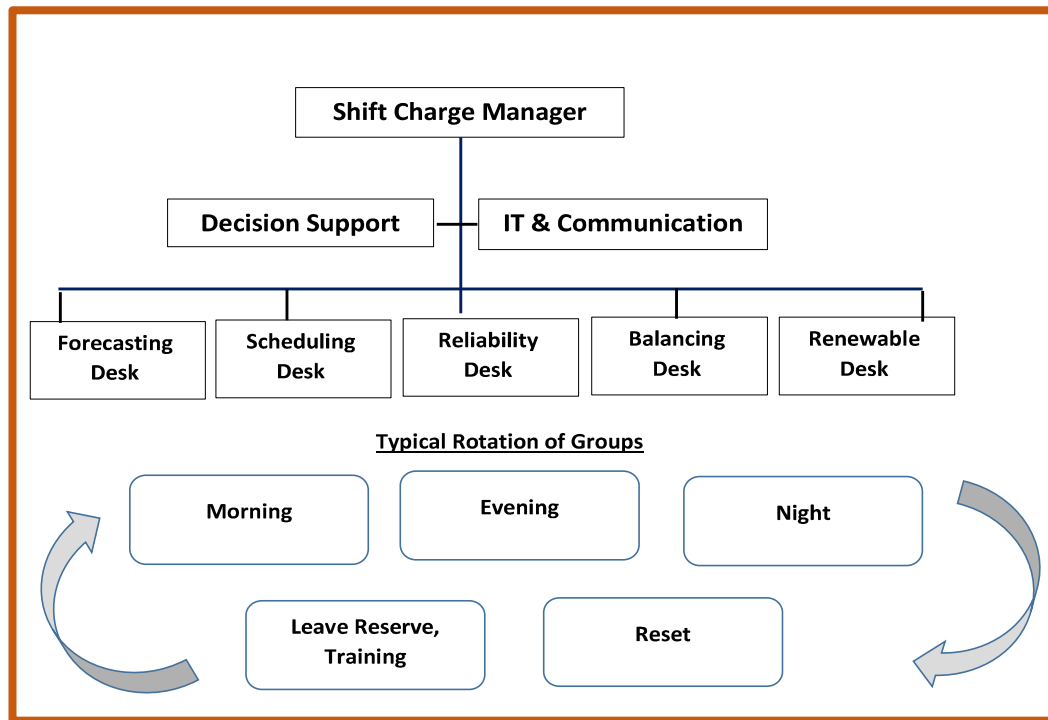 Shift Charge Manager
Decision Support
IT & Communication
Forecasting
Desk
Scheduling
Desk
Reliability
Desk
Balancing
Desk
Renewable
Desk
Typical Rotation of Groups
Morning
Evening
Night
Leave Reserve,
Training
Reset